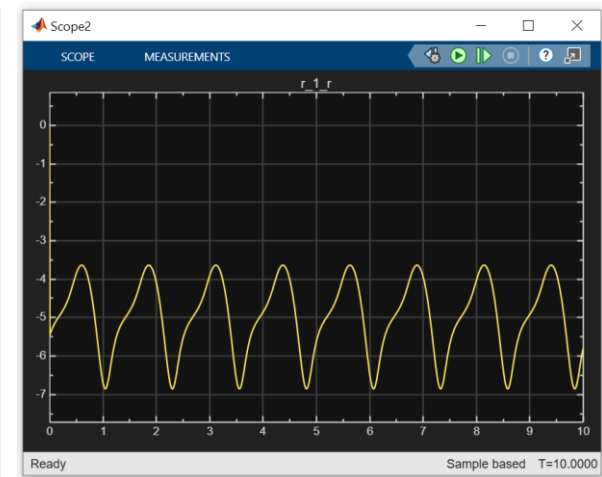 Scope2
SCOPE MEASUREMENTS ?
r_1_r
0
-1
-2
-3
-4
-5
-6
-7
0 1 2 3 4 5 6 7 8 9 10
Ready Sample based T=10.0000